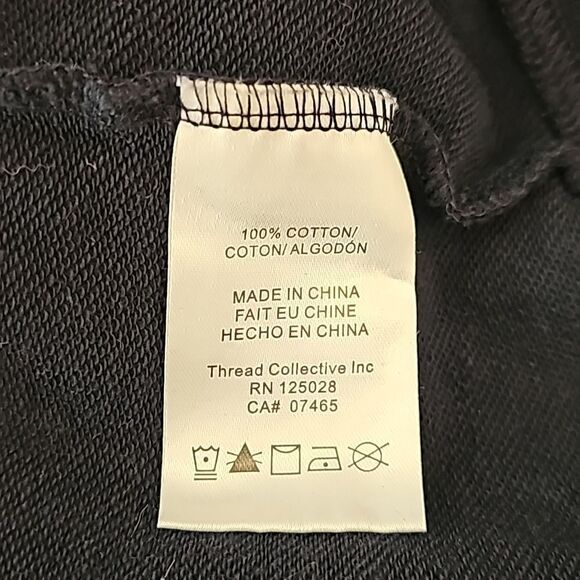 100% COTTON/
COTON/ALGODÓN
MADE IN CHINA
FAIT EU CHINE
HECHO EN CHINA
Thread Collective Inc
RN 125028
CA# 07465